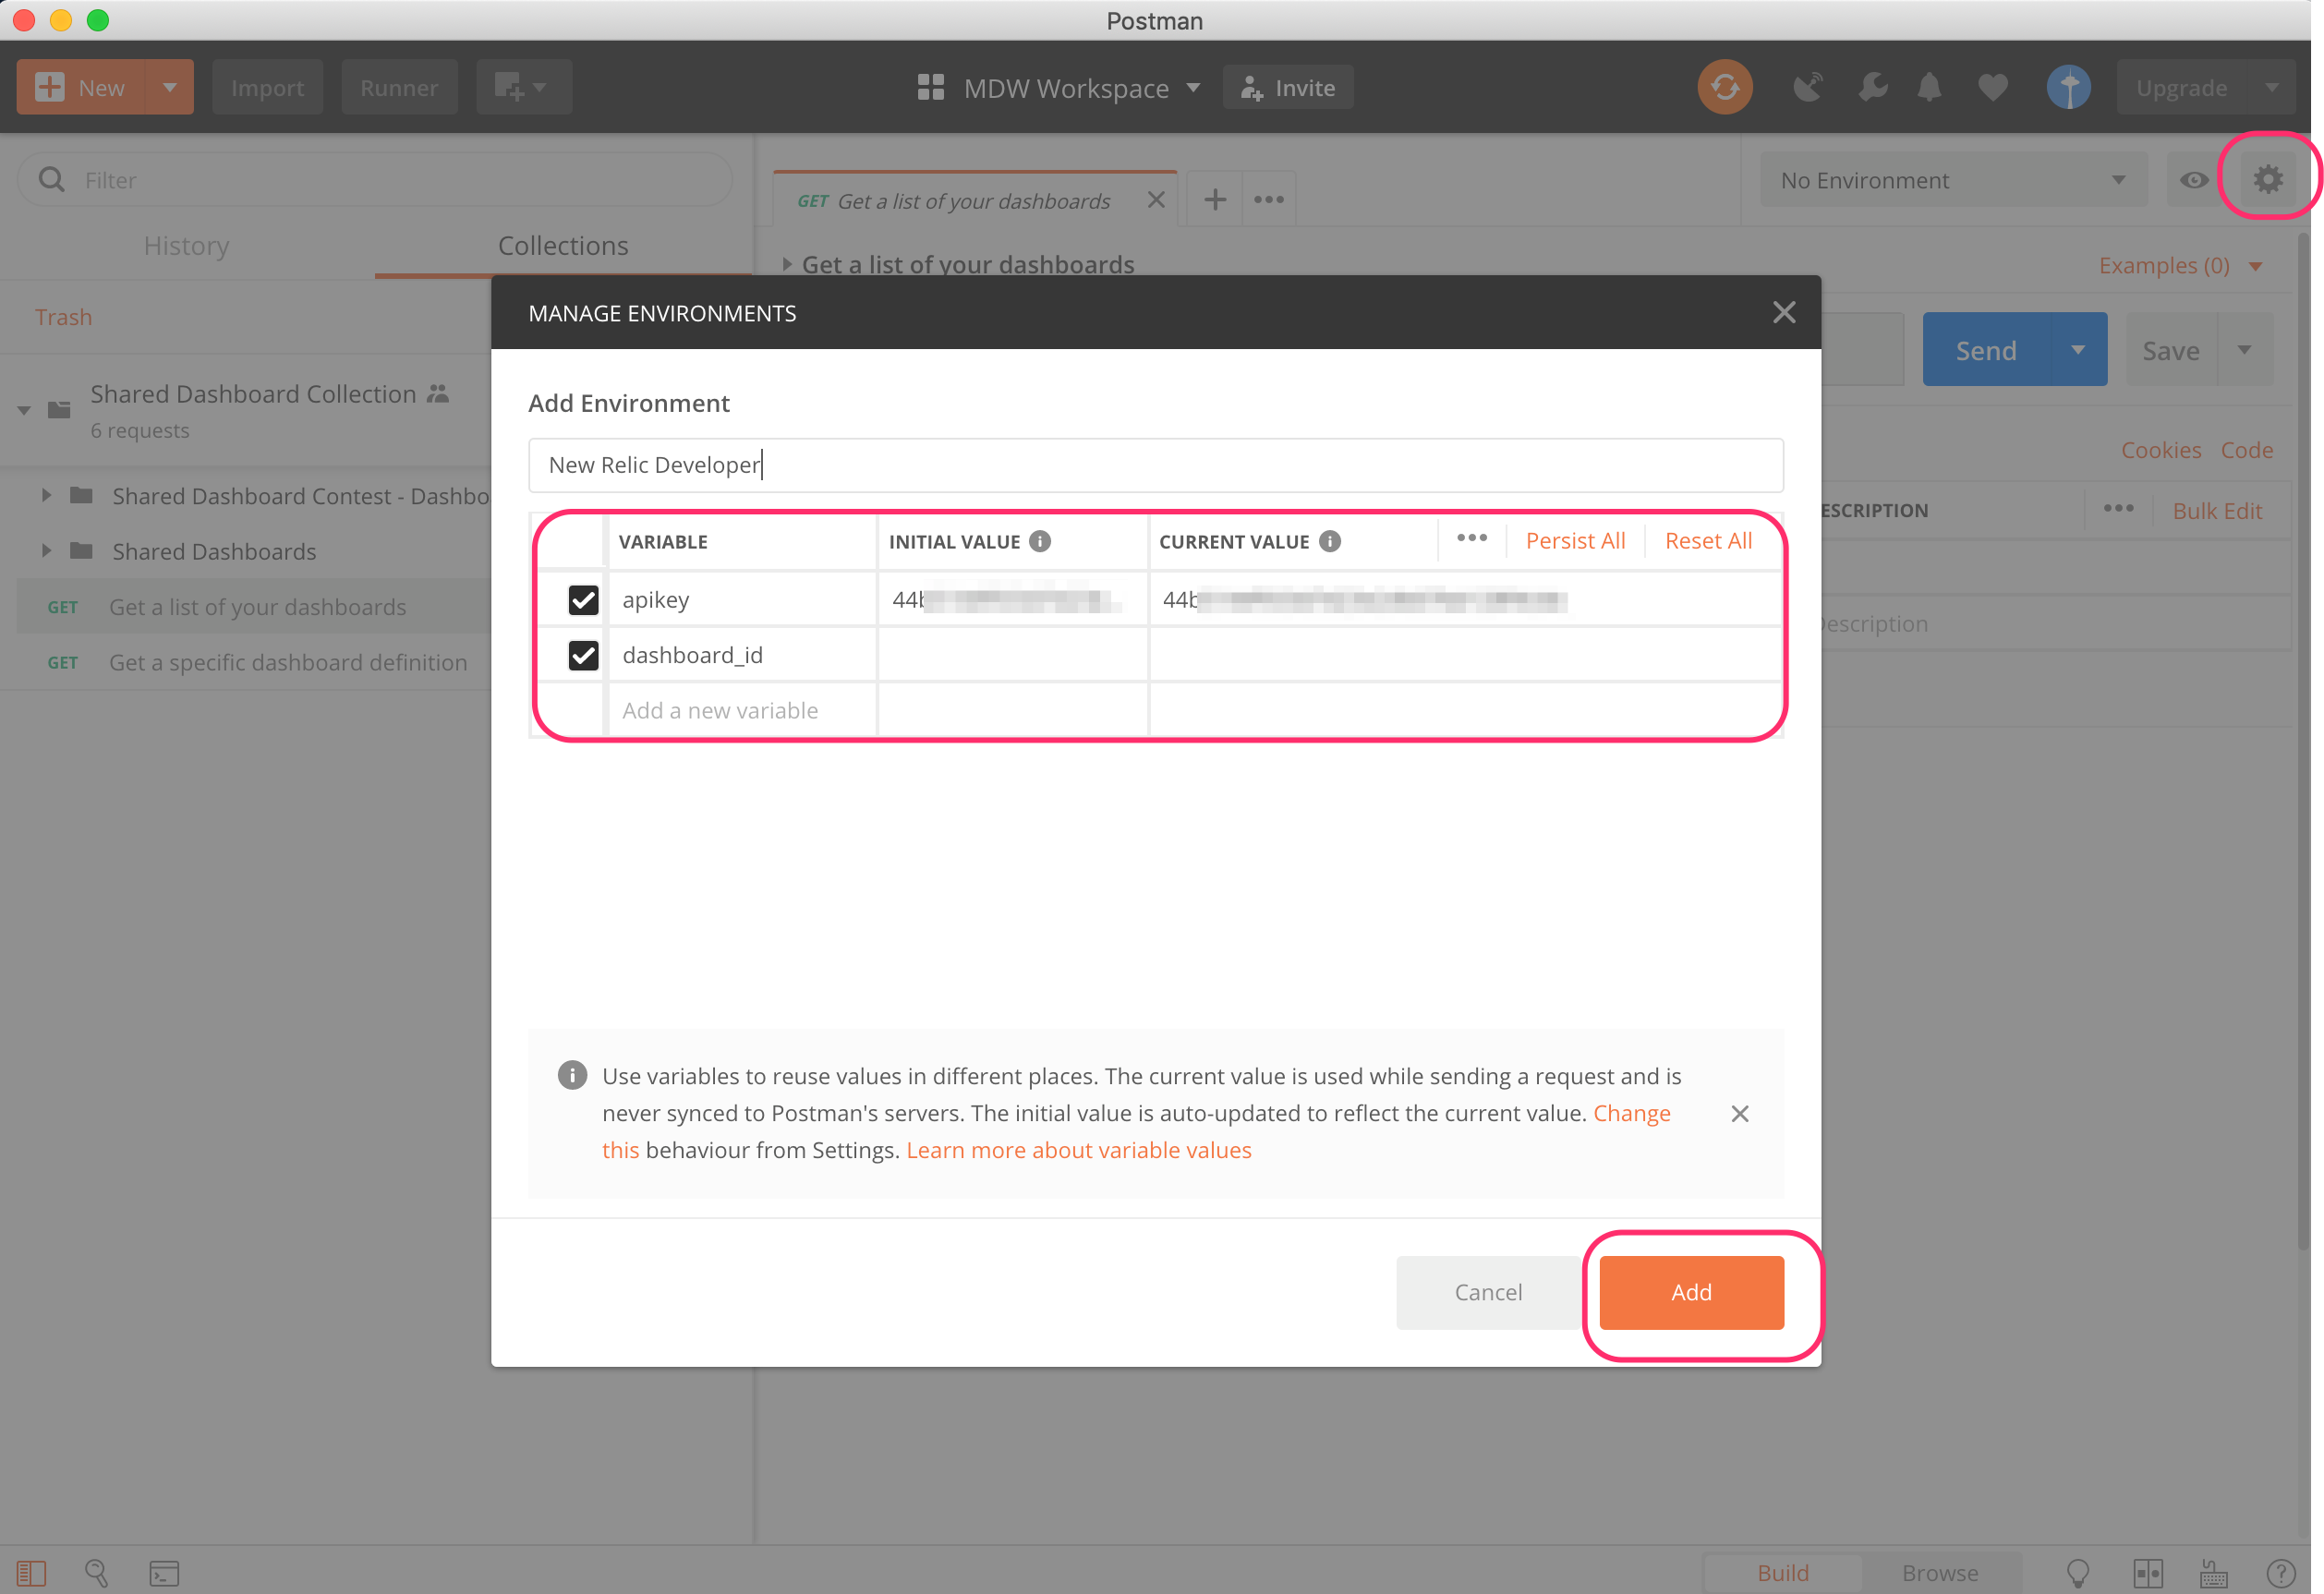 Postman
New
Import
Runner
MDW Workspace
Invite
Upgrade
Filter
History
Collections
Trash
Shared Dashboard Collection
6 requests
Shared Dashboard Contest - Dashbo
Shared Dashboards
GET Get a list of your dashboards
GET Get a specific dashboard definition
GET Get a list of your dashboards
No Environment
Get a list of your dashboards
Examples (0)
Send
Save
Cookies Code
ESCRIPTION
Bulk Edit
Description
MANAGE ENVIRONMENTS
Add Environment
New Relic Developer
VARIABLE INITIAL VALUE CURRENT VALUE Persist All Reset All
apikey 44b 44b
dashboard_id
Add a new variable
Use variables to reuse values in different places. The current value is used while sending a request and is
never synced to Postman's servers. The initial value is auto-updated to reflect the current value. Change
this behaviour from Settings. Learn more about variable values
Cancel
Add
Build
Browse